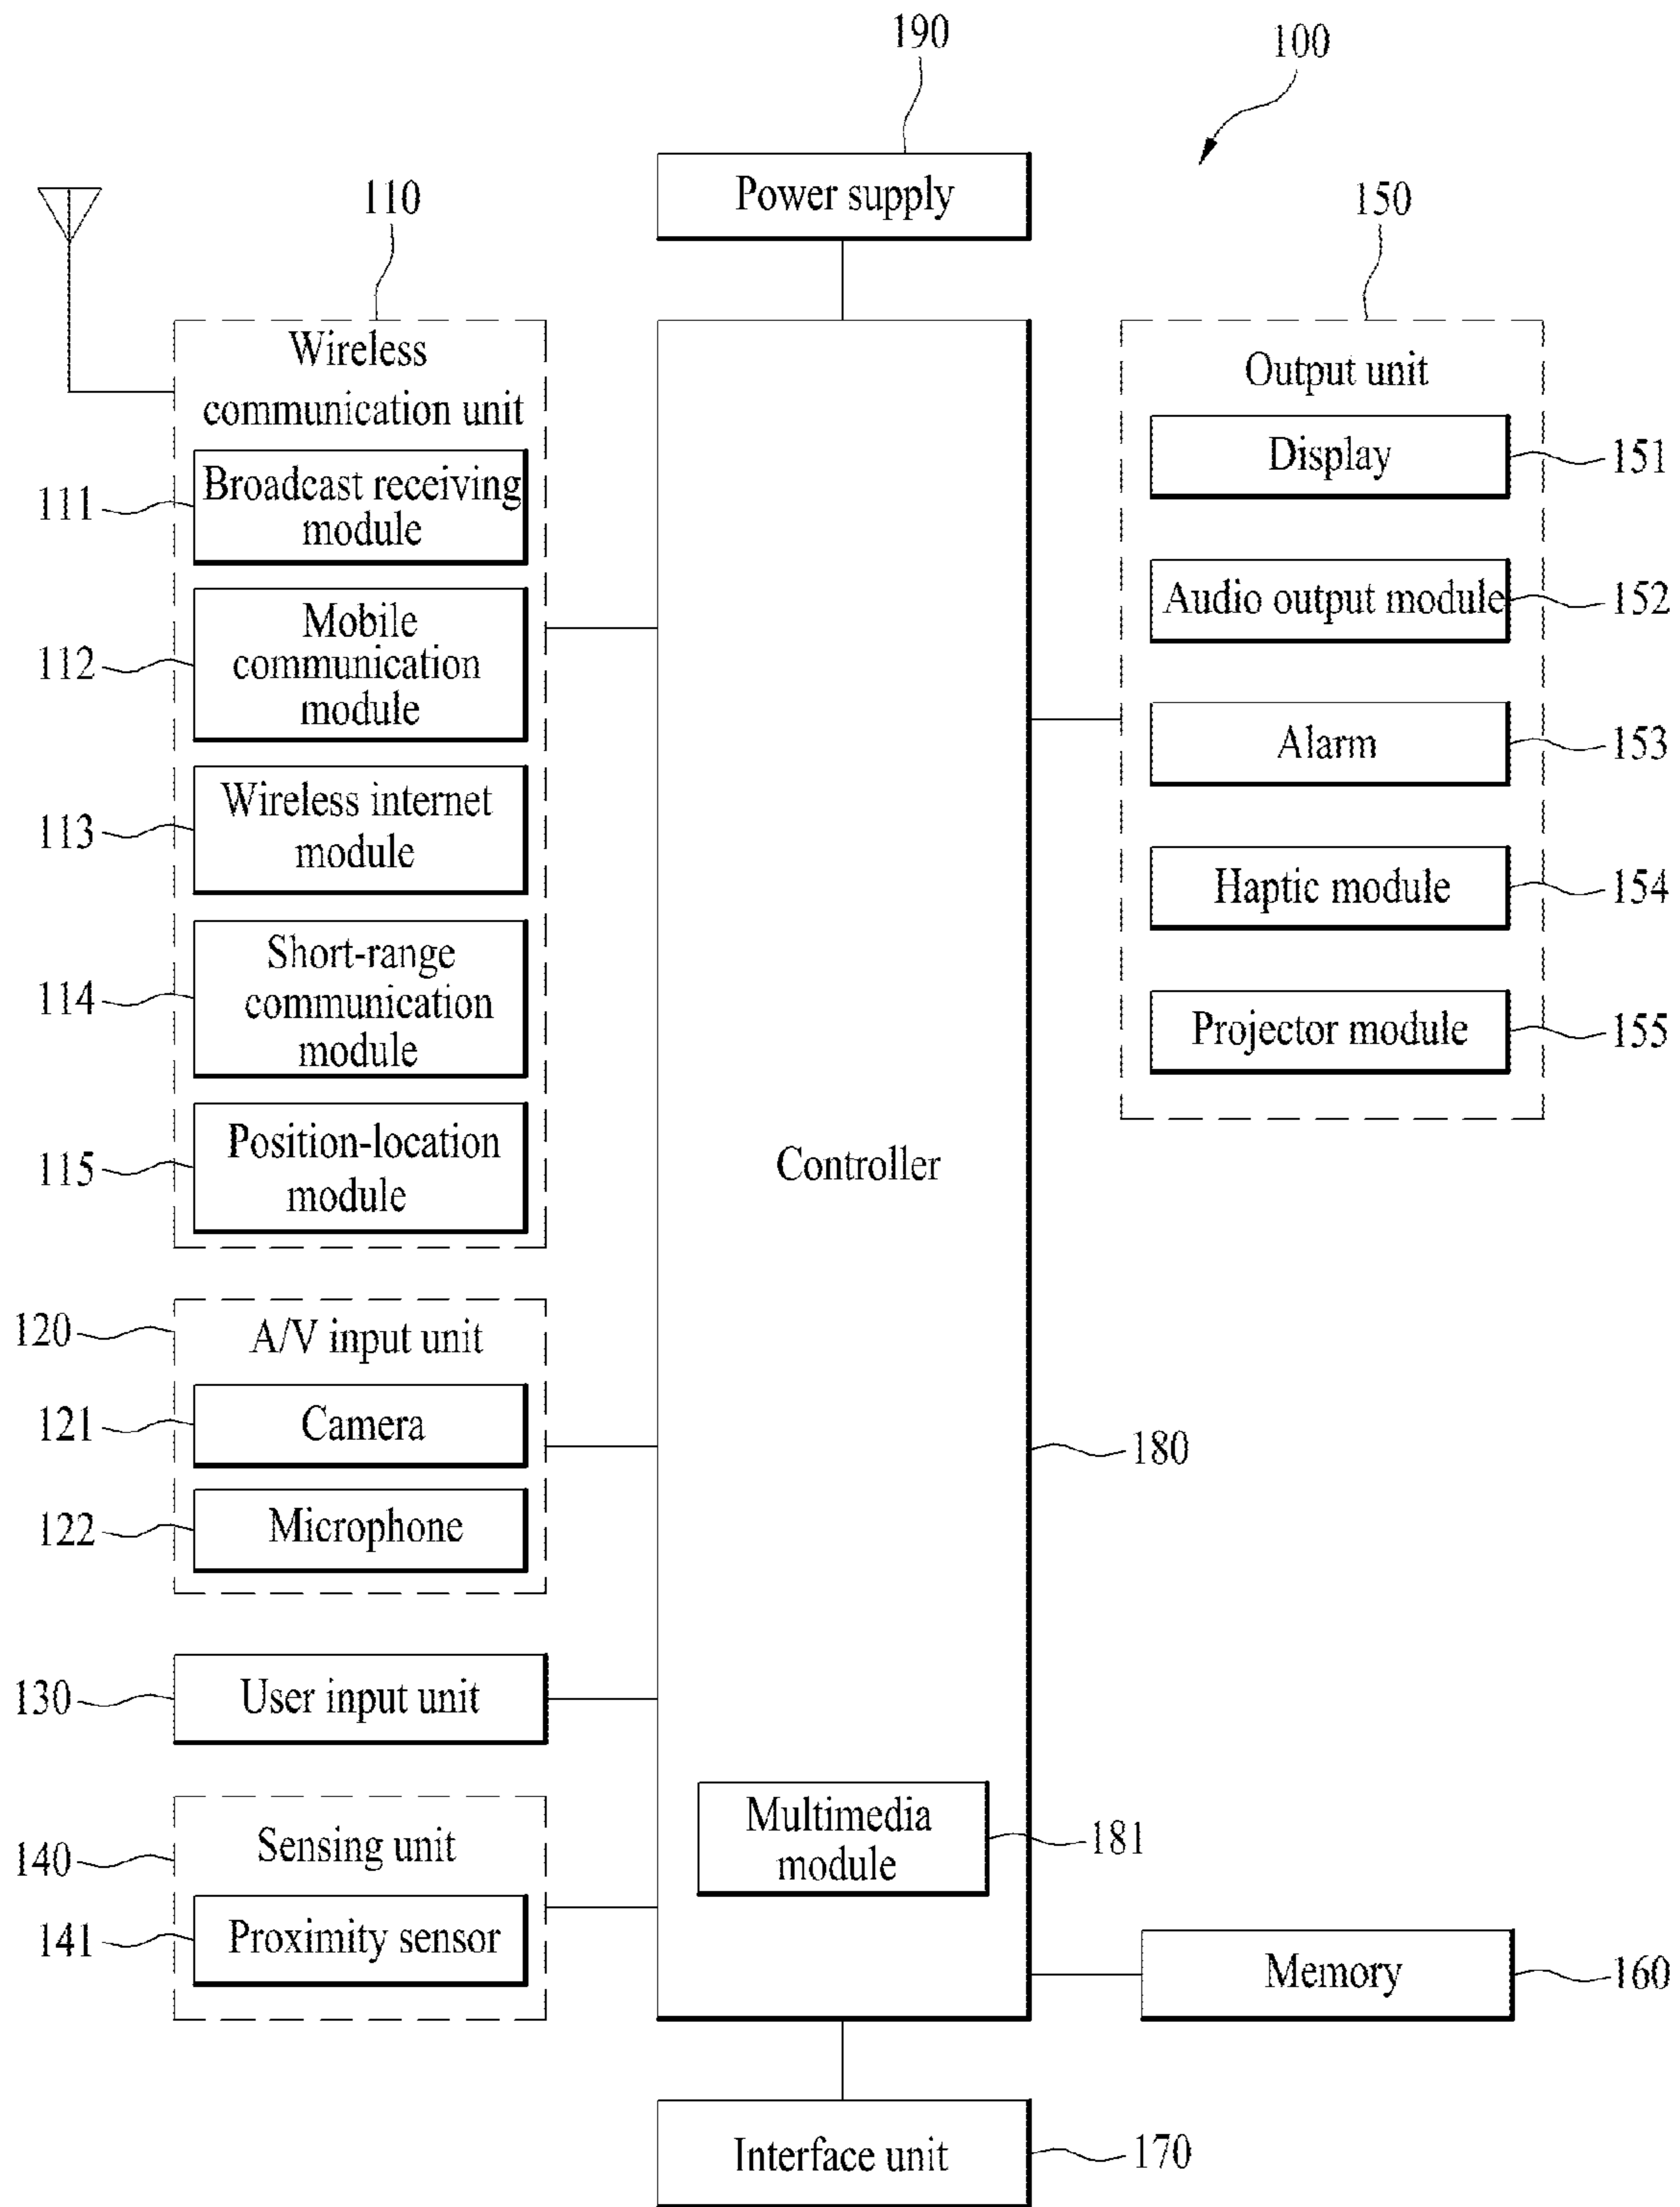 190
100
Power supply
110
150
Wireless
communication unit
Output unit
111
Broadcast receiving
module
Display
151
112
Mobile
communication
module
Audio output module
152
113
Wireless internet
module
Alarm
153
114
Short-range
communication
module
Haptic module
154
115
Position-location
module
Projector module
155
Controller
120
A/V input unit
121
Camera
180
122
Microphone
130
User input unit
140
Sensing unit
Multimedia
module
181
141
Proximity sensor
Memory
160
Interface unit
170